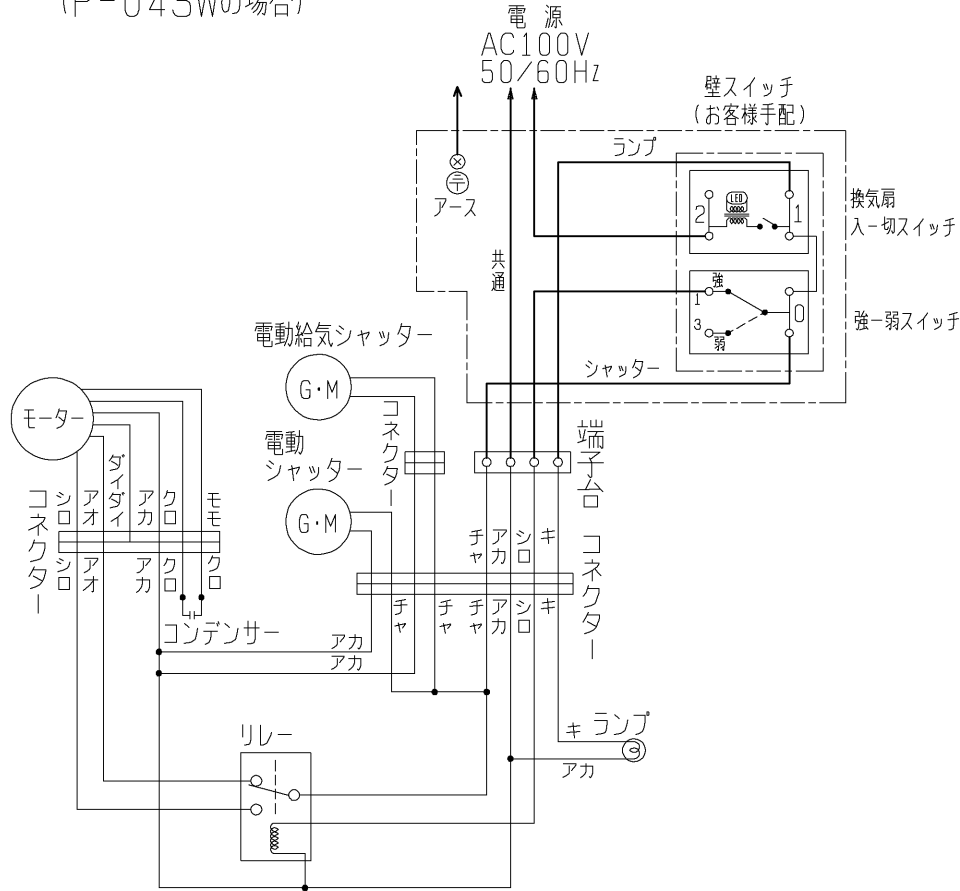 (P-04SWの場合)
電源
AC100V
50/60Hz
壁スイッチ
(お客様手配)
ランプ
アース
LED
2
1
換気扇
入ー切スイッチ
共通
強
1
3
弱
0
強ー弱スイッチ
シャッター
電動給気シャッター
G・M
モーター
コネクター
電動
シャッター
G・M
端子台
コネクター
シロ
アオ
ダイダイ
アカ
クロ
モモ
シロ
アオ
アカ
クロ
クロ
チャ
アカ
シロ
キ
コネクター
チャ
チャ
チャ
アカ
シロ
キ
コンデンサー
アカ
アカ
リレー
キ
ランプ
アカ